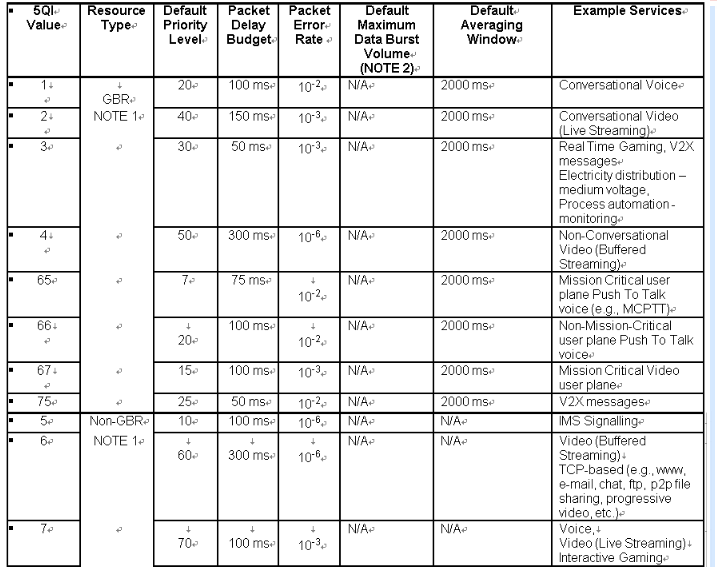 5QI Value Resource Type Default Priority Level Packet Delay Budget Packet Error Rate Default Maximum Data Burst Volume (NOTE 2) Default Averaging Window Example Services
1 GBR NOTE 1 20 100 ms 10-2 N/A 2000 ms Conversational Voice
2 40 150 ms 10-3 N/A 2000 ms Conversational Video
(Live Streaming)
3 30 50 ms 10-3 N/A 2000 ms Real Time Gaming, V2X
messages
Electricity distribution –
medium voltage,
Process automation -
monitoring
4 50 300 ms 10-6 N/A 2000 ms Non-Conversational
Video (Buffered
Streaming)
65 7 75 ms 10-2 N/A 2000 ms Mission Critical user
plane Push To Talk
voice (e.g., MCPTT)
66 20 100 ms 10-2 N/A 2000 ms Non-Mission-Critical
user plane Push To Talk
voice
67 15 100 ms 10-3 N/A 2000 ms Mission Critical Video
user plane
75 25 50 ms 10-2 N/A 2000 ms V2X messages
5 Non-GBR NOTE 1 10 100 ms 10-6 N/A N/A IMS Signalling
6 60 300 ms 10-6 N/A N/A Video (Buffered
Streaming)
TCP-based (e.g., www,
e-mail, chat, ftp, p2p file
sharing, progressive
video, etc.)
7 70 100 ms 10-3 N/A N/A Voice,
Video (Live Streaming)
Interactive Gaming